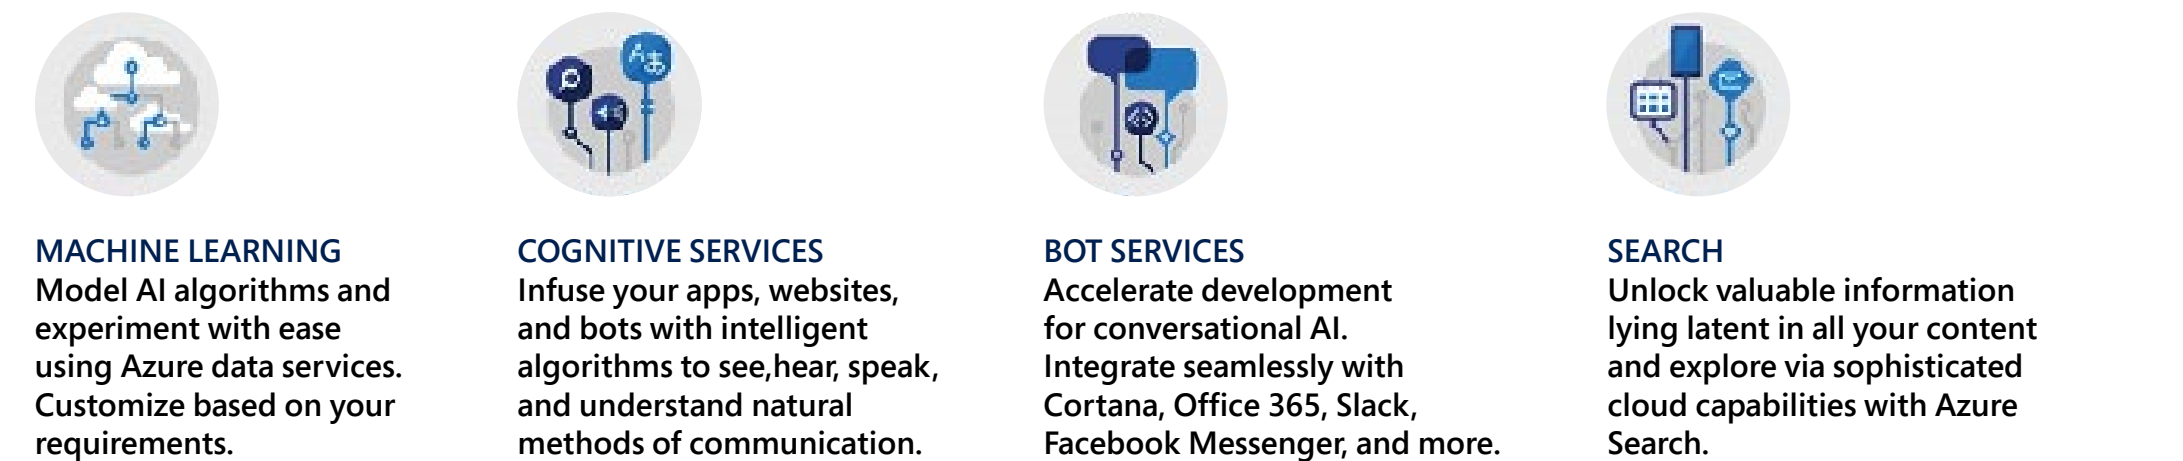 MACHINE LEARNING
Model AI algorithms and
experiment with ease
using Azure data services.
Customize based on your
requirements.
COGNITIVE SERVICES
Infuse your apps, websites,
and bots with intelligent
algorithms to see,hear, speak,
and understand natural
methods of communication.
BOT SERVICES
Accelerate development
for conversational AI.
Integrate seamlessly with
Cortana, Office 365, Slack,
Facebook Messenger, and more.
SEARCH
Unlock valuable information
lying latent in all your content
and explore via sophisticated
cloud capabilities with Azure
Search.